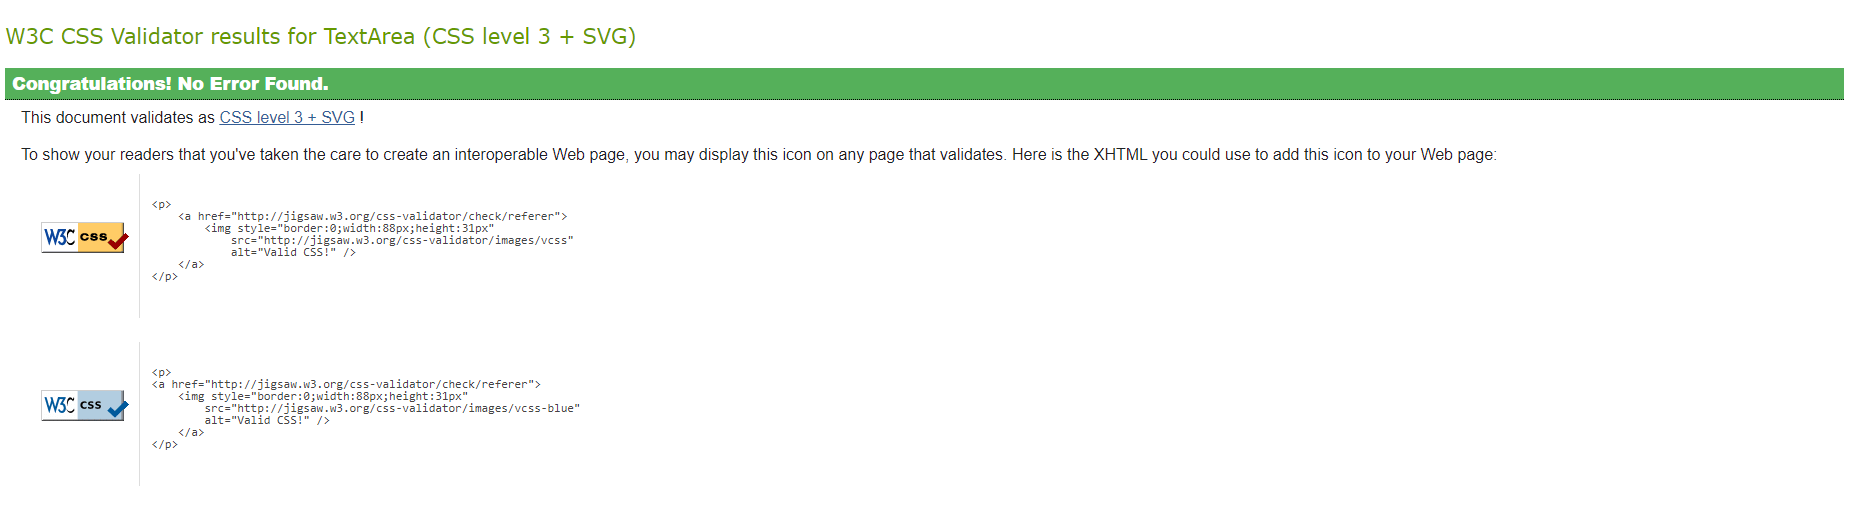 W3C CSS Validator results for TextArea (CSS level 3 + SVG)
Congratulations! No Error Found.
This document validates as CSS level 3 + SVG !
To show your readers that you've taken the care to create an interoperable Web page, you may display this icon on any page that validates. Here is the XHTML you could use to add this icon to your Web page:
W3C css
<p>
    <a href="http://jigsaw.w3.org/css-validator/check/referer">
        <img style="border:0;width:88px;height:31px"
            src="http://jigsaw.w3.org/css-validator/images/vcss"
            alt="Valid CSS!" />
    </a>
</p>
W3C css
<p>
<a href="http://jigsaw.w3.org/css-validator/check/referer">
    <img style="border:0;width:88px;height:31px"
        src="http://jigsaw.w3.org/css-validator/images/vcss-blue"
        alt="Valid CSS!" />
    </a>
</p>